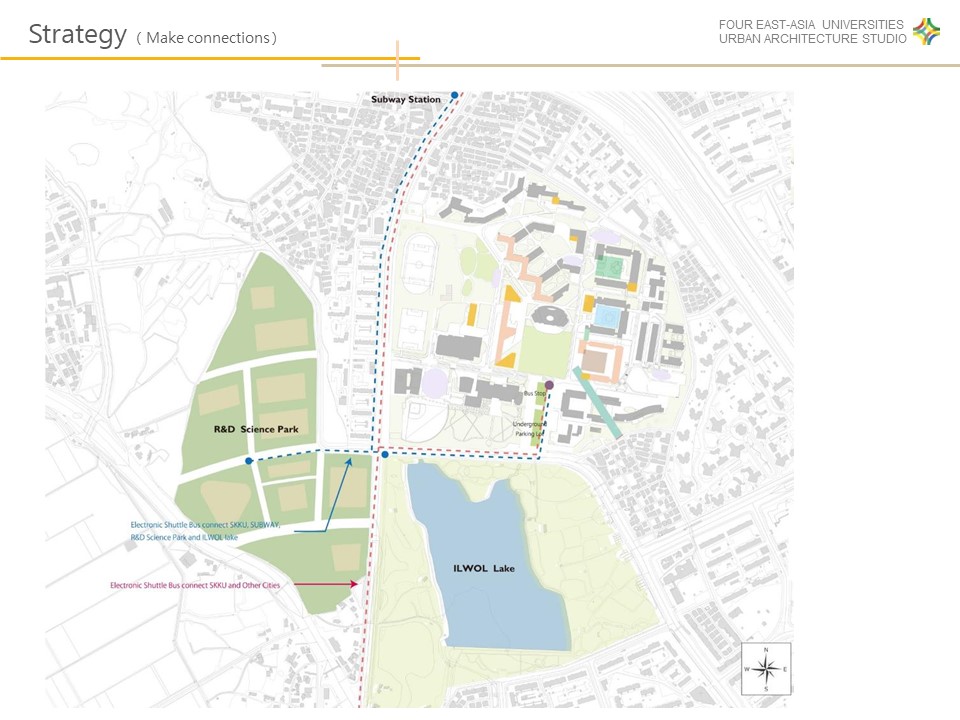 Strategy ( Make connections )
FOUR EAST-ASIA UNIVERSITIES
URBAN ARCHITECTURE STUDIO
Subway Station
Bus Stop
Underground
Parking Lot
R&D Science Park
Electronic Shuttle Bus connect SKKU, SUBWAY,
R&D Science Park and ILWOL lake
ILWOL Lake
Electronic Shuttle Bus connect SKKU and Other Cities
N
W E
S